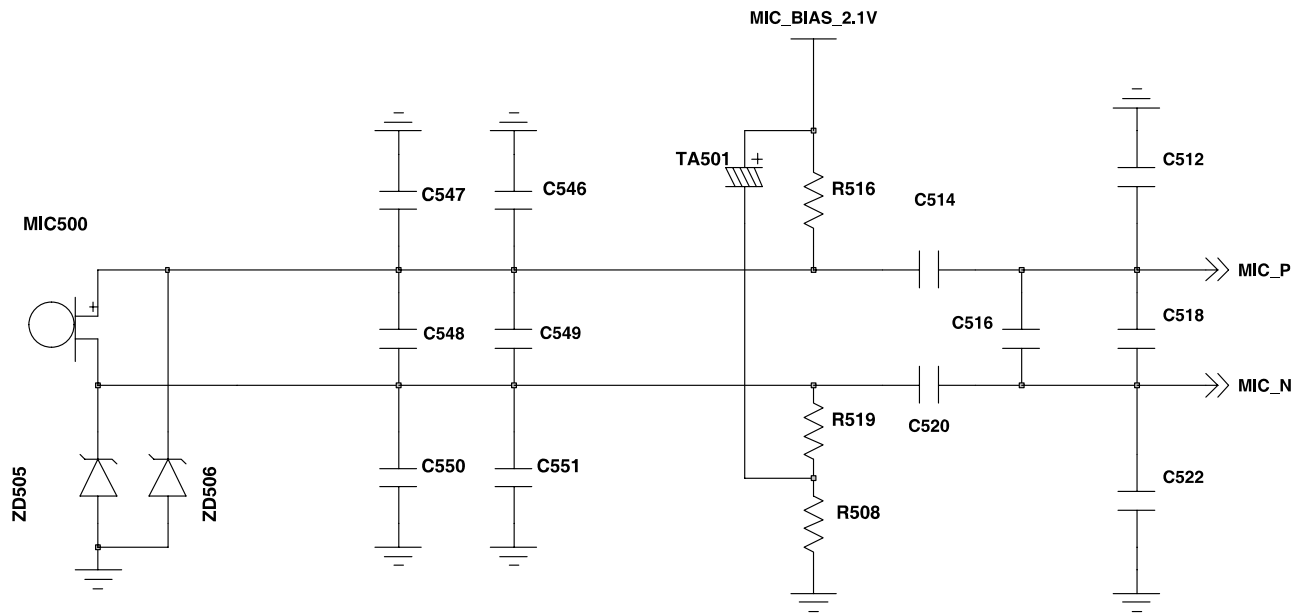 MIC_BIAS_2.1V
TA501
+
C512
C547
C546
R516
C514
MIC500
MIC_P
+
C548
C549
C516
C518
MIC_N
R519
C520
ZD505
ZD506
C550
C551
C522
R508